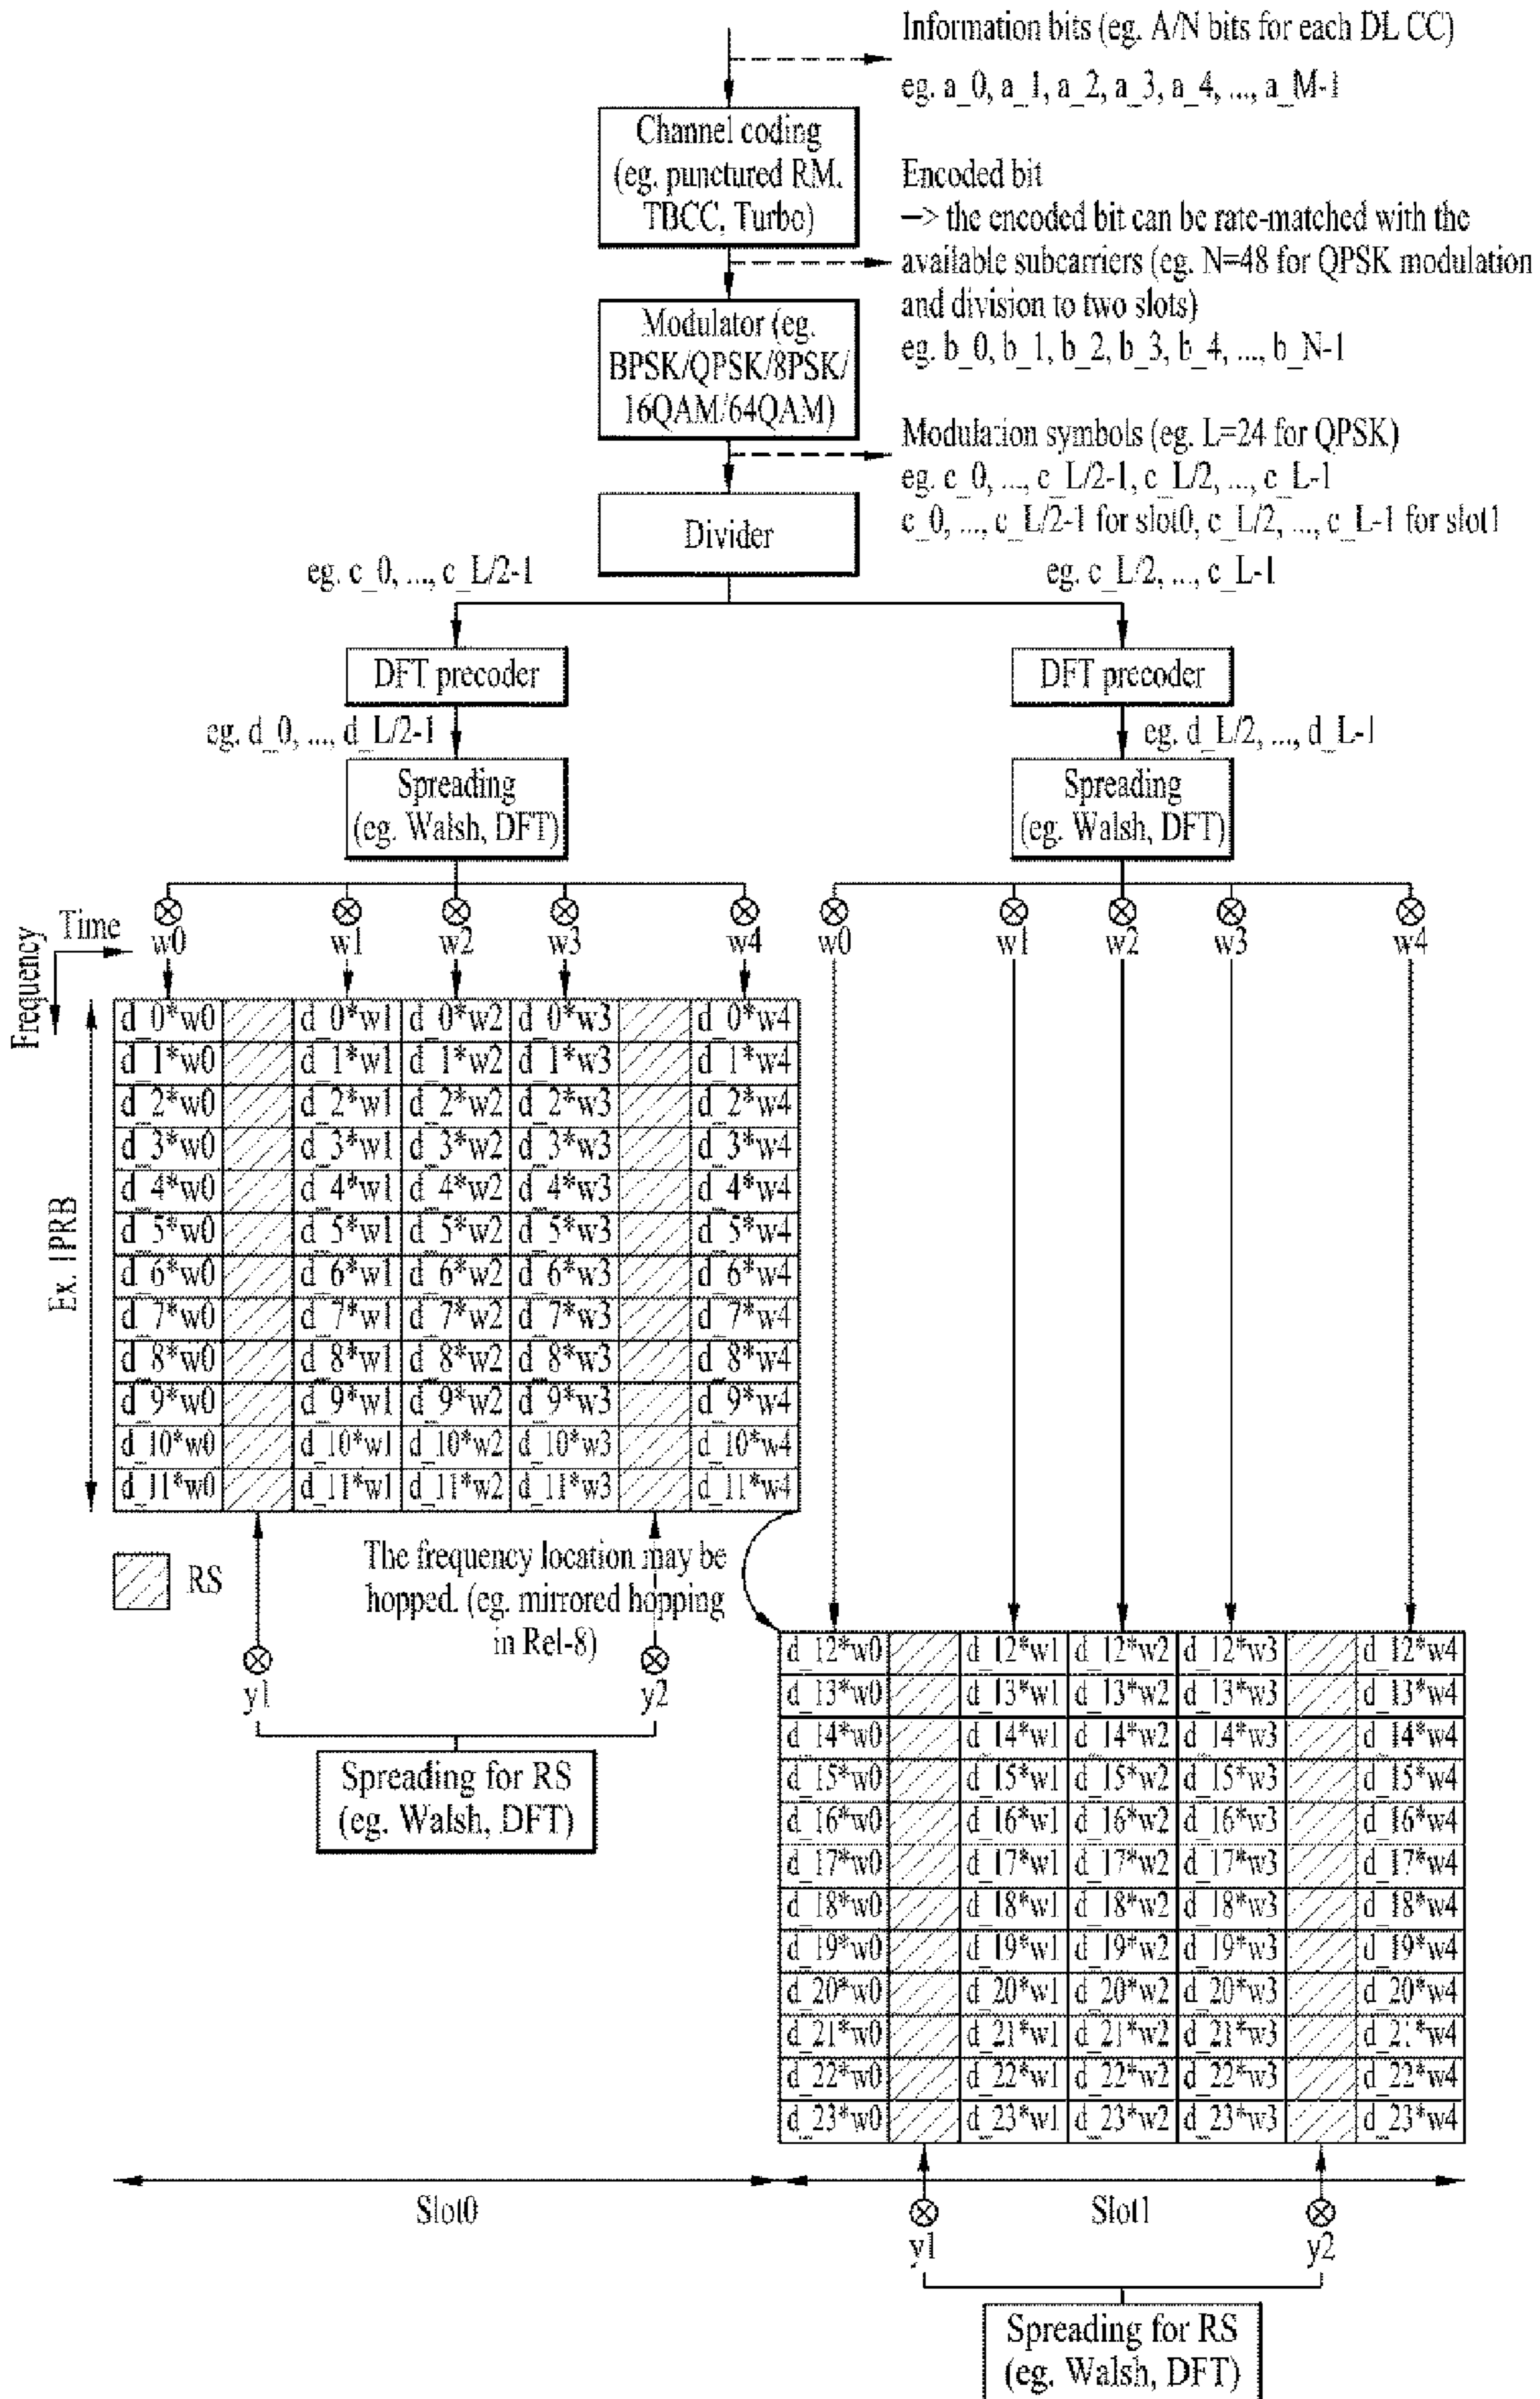 Information bits (eg. A/N bits for each DL CC)
eg. a_0, a_1, a_2, a_3, a_4, ..., a_M-1
Channel coding
(eg. punctured RM,
TBCC, Turbo)
Encoded bit
—> the encoded bit can be rate-matched with the
available subcarriers (eg. N=48 for QPSK modulation
and division to two slots)
eg. b_0, b_1, b_2, b_3, b_4, ..., b_N-1
Modulator (eg.
BPSK/QPSK/8PSK/
16QAM/64QAM)
Modulation symbols (eg. L=24 for QPSK)
eg. c_0, ..., c_L/2-1, c_L/2, ..., c_L-1
c_0, ..., c_L/2-1 for slot0, c_L/2, ..., c_L-1 for slot1
Divider
eg. c_0, ..., c_L/2-1
eg. c_L/2, ..., c_L-1
DFT precoder
DFT precoder
eg. d_0, ..., d_L/2-1
eg. d_L/2, ..., d_L-1
Spreading
(eg. Walsh, DFT)
Spreading
(eg. Walsh, DFT)
Time
Frequency
w0 w1 w2 w3 w4
w0 w1 w2 w3 w4
Ex. 1PRB
d_0*w0 d_0*w1 d_0*w2 d_0*w3 d_0*w4
d_1*w0 d_1*w1 d_1*w2 d_1*w3 d_1*w4
d_2*w0 d_2*w1 d_2*w2 d_2*w3 d_2*w4
d_3*w0 d_3*w1 d_3*w2 d_3*w3 d_3*w4
d_4*w0 d_4*w1 d_4*w2 d_4*w3 d_4*w4
d_5*w0 d_5*w1 d_5*w2 d_5*w3 d_5*w4
d_6*w0 d_6*w1 d_6*w2 d_6*w3 d_6*w4
d_7*w0 d_7*w1 d_7*w2 d_7*w3 d_7*w4
d_8*w0 d_8*w1 d_8*w2 d_8*w3 d_8*w4
d_9*w0 d_9*w1 d_9*w2 d_9*w3 d_9*w4
d_10*w0 d_10*w1 d_10*w2 d_10*w3 d_10*w4
d_11*w0 d_11*w1 d_11*w2 d_11*w3 d_11*w4
RS
The frequency location may be
hopped. (eg. mirrored hopping
in Rel-8)
y1 y2
Spreading for RS
(eg. Walsh, DFT)
d_12*w0 d_12*w1 d_12*w2 d_12*w3 d_12*w4
d_13*w0 d_13*w1 d_13*w2 d_13*w3 d_13*w4
d_14*w0 d_14*w1 d_14*w2 d_14*w3 d_14*w4
d_15*w0 d_15*w1 d_15*w2 d_15*w3 d_15*w4
d_16*w0 d_16*w1 d_16*w2 d_16*w3 d_16*w4
d_17*w0 d_17*w1 d_17*w2 d_17*w3 d_17*w4
d_18*w0 d_18*w1 d_18*w2 d_18*w3 d_18*w4
d_19*w0 d_19*w1 d_19*w2 d_19*w3 d_19*w4
d_20*w0 d_20*w1 d_20*w2 d_20*w3 d_20*w4
d_21*w0 d_21*w1 d_21*w2 d_21*w3 d_21*w4
d_22*w0 d_22*w1 d_22*w2 d_22*w3 d_22*w4
d_23*w0 d_23*w1 d_23*w2 d_23*w3 d_23*w4
Slot0
Slot1
y1 y2
Spreading for RS
(eg. Walsh, DFT)